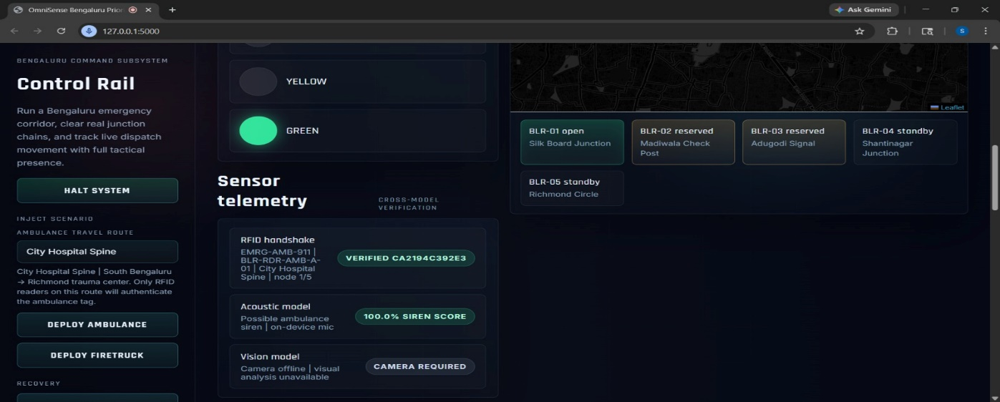 OmniSense Bengaluru Prior
Ask Gemini
127.0.0.1:5000
S
BENGALURU COMMAND SUBSYSTEM
Control Rail
Run a Bengaluru emergency
corridor, clear real junction
chains, and track live dispatch
movement with full tactical
presence.
HALT SYSTEM
INJECT SCENARIO
AMBULANCE TRAVEL ROUTE
City Hospital Spine
City Hospital Spine | South Bengaluru
→ Richmond trauma center. Only RFID
readers on this route will authenticate
the ambulance tag.
DEPLOY AMBULANCE
DEPLOY FIRETRUCK
RECOVERY
YELLOW
GREEN
Sensor
telemetry
CROSS-MODEL
VERIFICATION
RFID handshake
EMRG-AMB-911 |
BLR-RDR-AMB-A-
01 | City Hospital
Spine | node 1/5
VERIFIED CA2194C392E3
Acoustic model
Possible ambulance
siren | on-device mic
100.0% SIREN SCORE
Vision model
Camera offline | visual
analysis unavailable
CAMERA REQUIRED
Leaflet
BLR-01 open
Silk Board Junction
BLR-02 reserved
Madiwala Check
Post
BLR-03 reserved
Adugodi Signal
BLR-04 standby
Shantinagar
Junction
BLR-05 standby
Richmond Circle